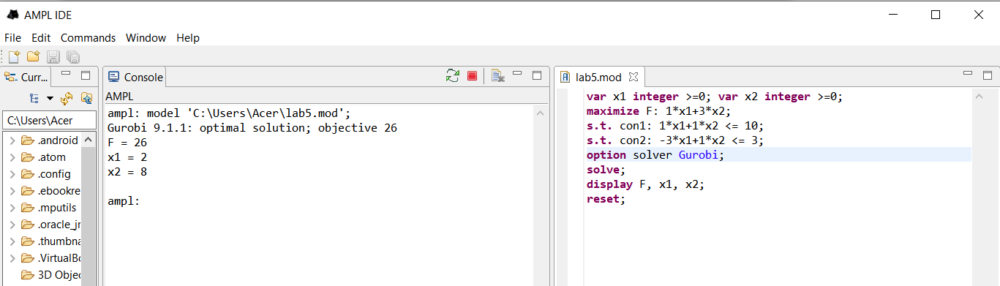 AMPL IDE
File Edit Commands Window Help
Curr...
C:\Users\Acer
.android
.atom
.config
.ebookre
.mputils
.oracle_jr
.thumbna
.VirtualBo
3D Objec
Console
AMPL
ampl: model 'C:\Users\Acer\lab5.mod';
Gurobi 9.1.1: optimal solution; objective 26
F = 26
x1 = 2
x2 = 8
ampl:
lab5.mod
var x1 integer >=0; var x2 integer >=0;
maximize F: 1*x1+3*x2;
s.t. con1: 1*x1+1*x2 <= 10;
s.t. con2: -3*x1+1*x2 <= 3;
option solver Gurobi;
solve;
display F, x1, x2;
reset;